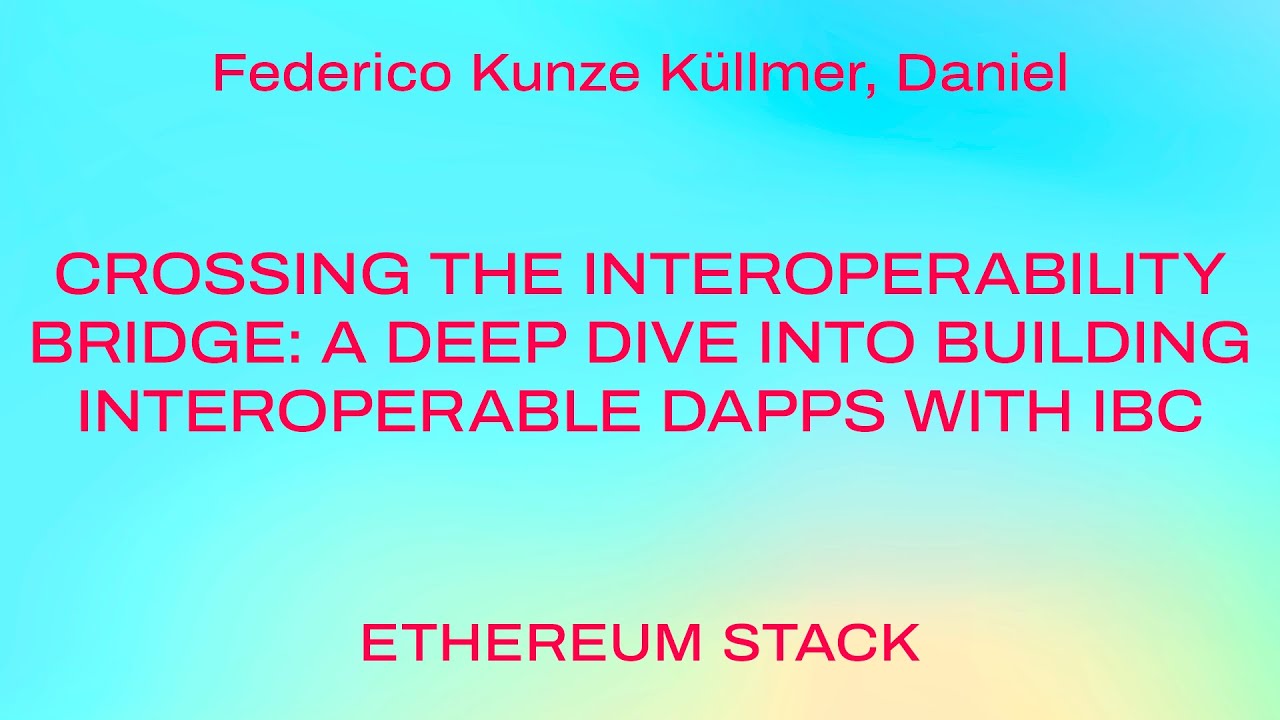 Federico Kunze Küllmer, Daniel
CROSSING THE INTEROPERABILITY
BRIDGE: A DEEP DIVE INTO BUILDING
INTEROPERABLE DAPPS WITH IBC
ETHEREUM STACK